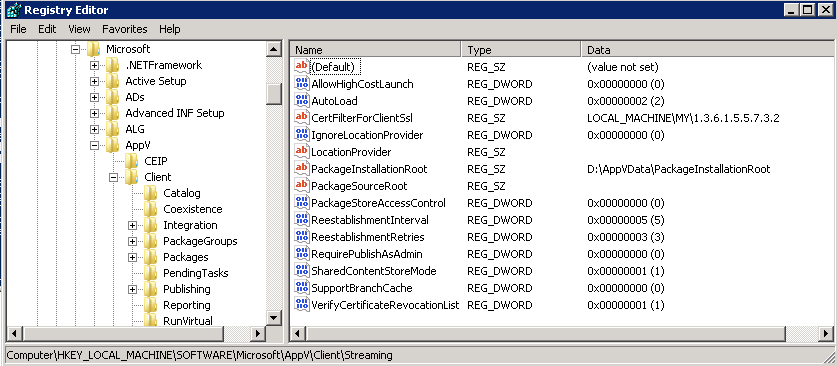 Registry Editor
File Edit View Favorites Help
Microsoft
.NETFramework
Active Setup
ADs
Advanced INF Setup
ALG
AppV
CEIP
Client
Catalog
Coexistence
Integration
PackageGroups
Packages
PendingTasks
Publishing
Reporting
RunVirtual
Name Type Data
(Default) REG_SZ (value not set)
AllowHighCostLaunch REG_DWORD 0x00000000 (0)
AutoLoad REG_DWORD 0x00000002 (2)
CertFilterForClientSsl REG_SZ LOCAL_MACHINE\MY\1.3.6.1.5.5.7.3.2
IgnoreLocationProvider REG_DWORD 0x00000000 (0)
LocationProvider REG_SZ
PackageInstallationRoot REG_SZ D:\AppVData\PackageInstallationRoot
PackageSourceRoot REG_SZ
PackageStoreAccessControl REG_DWORD 0x00000000 (0)
ReestablishmentInterval REG_DWORD 0x00000005 (5)
ReestablishmentRetries REG_DWORD 0x00000003 (3)
RequirePublishAsAdmin REG_DWORD 0x00000000 (0)
SharedContentStoreMode REG_DWORD 0x00000001 (1)
SupportBranchCache REG_DWORD 0x00000000 (0)
VerifyCertificateRevocationList REG_DWORD 0x00000001 (1)
Computer\HKEY_LOCAL_MACHINE\SOFTWARE\Microsoft\AppV\Client\Streaming